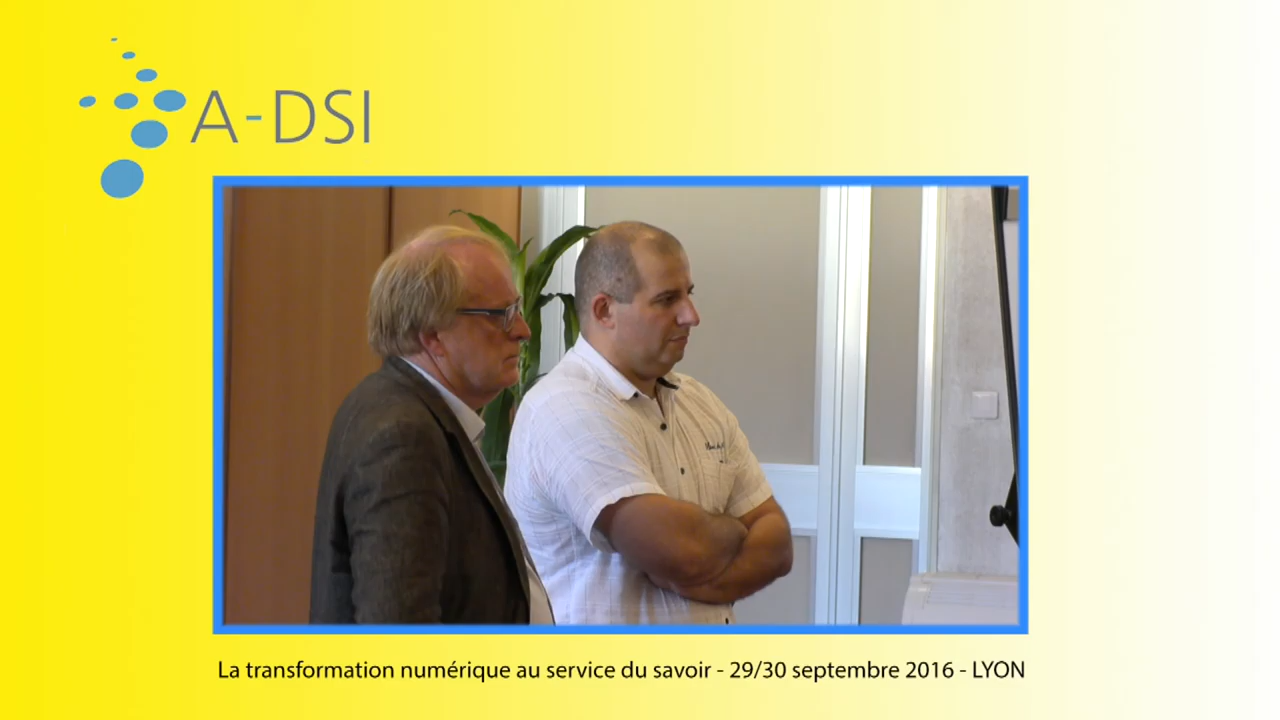 A-DSI
La transformation numérique au service du savoir - 29/30 septembre 2016 - LYON